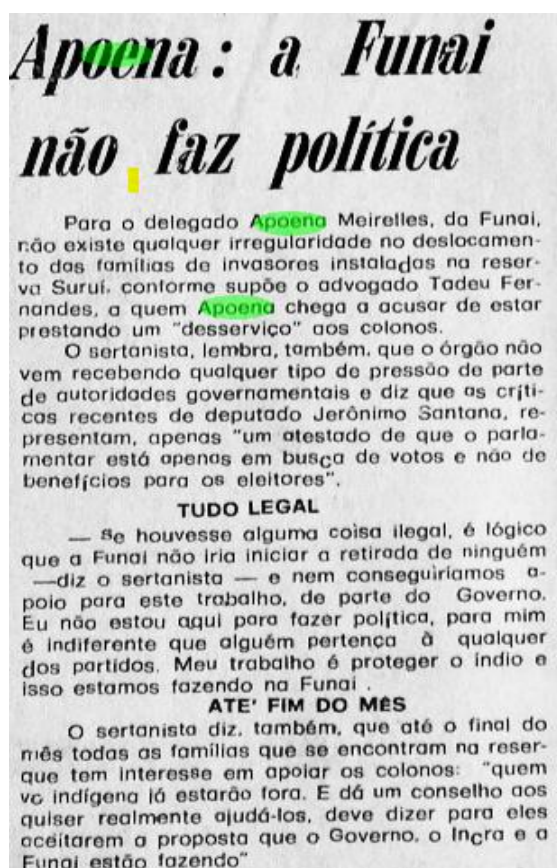 Apoena: a Funai
não faz política
Para o delegado Apoena Meirelles, da Funai,
não existe qualquer irregularidade no deslocamen-
to das famílias de invasores instaladas na reser-
va Suruí, conforme supõe o advogado Tadeu Fer-
nandes, a quem Apoena chega a acusar de estar
prestando um "desserviço" aos colonos.
O sertanista, lembra, também, que o órgão não
vem recebendo qualquer tipo de pressão de parte
de autoridades governamentais e diz que as críti-
cas recentes de deputado Jerônimo Santana, re-
presentam, apenas "um atestado de que o parla-
mentar está apenas em busca de votos e não de
benefícios para os eleitores".
TUDO LEGAL
— Se houvesse alguma coisa ilegal, é lógico
que a Funai não iria iniciar a retirada de ninguém
—diz o sertanista — e nem conseguiríamos a-
poio para este trabalho, de parte do Governo.
Eu não estou aqui para fazer política, para mim
é indiferente que alguém pertença à qualquer
dos partidos. Meu trabalho é proteger o índio e
isso estamos fazendo na Funai .
ATE' FIM DO MÊS
O sertanista diz, também, que até o final do
mês todas as famílias que se encontram na reser-
que tem interesse em apoiar os colonos: "quem
va indígena já estarão fora. E dá um conselho aos
quiser realmente ajudá-los, deve dizer para eles
aceitarem a proposta que o Governo, o Incra e a
Funai estão fazendo"